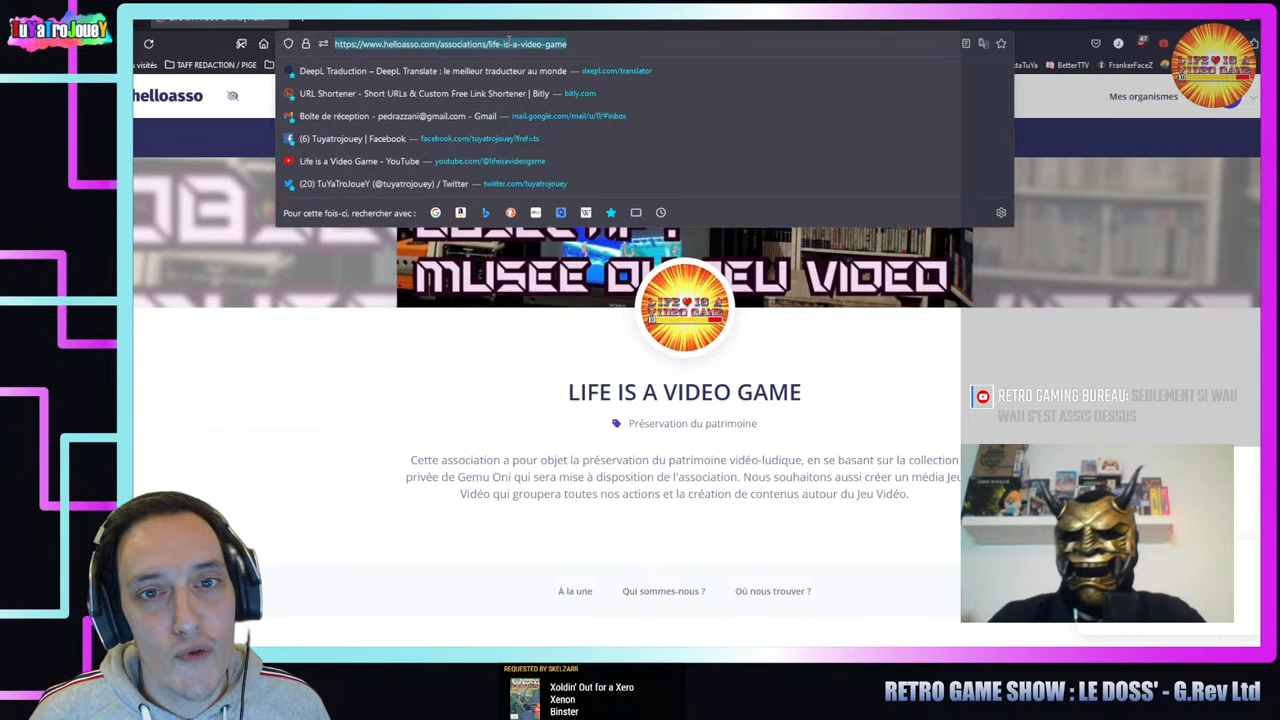 TuYaTroJoueY
https://www.helloasso.com/associations/life-is-a-video-game
TAFF REDACTION / PIGE
47
BetterTTV
FrankerFaceZ
DeepL Traduction – DeepL Translate : le meilleur traducteur au monde — deepl.com/translator
URL Shortener - Short URLs & Custom Free Link Shortener | Bitly — bitly.com
Boîte de réception - pedrazzani@gmail.com - Gmail — mail.google.com/mail/u/0/#inbox
(6) Tuyatrojouey | Facebook — facebook.com/tuyatrojouey?fref=ts
Life is a Video Game - YouTube — youtube.com/@lifeisavideogame
(20) TuYaTroJoueY (@tuyatrojouey) / Twitter — twitter.com/tuyatrojouey
Pour cette fois-ci, rechercher avec :
helloasso
Mes organismes
MUSEE DU JEU VIDEO
LIFE IS A
VIDEO GAME
LIFE IS A VIDEO GAME
Préservation du patrimoine
Cette association a pour objet la préservation du patrimoine vidéo-ludique, en se basant sur la collection
privée de Gemu Oni qui sera mise à disposition de l'association. Nous souhaitons aussi créer un média Jeu
Vidéo qui groupera toutes nos actions et la création de contenus autour du Jeu Vidéo.
À la une
Qui sommes-nous ?
Où nous trouver ?
RETRO GAMING BUREAU: SEULEMENT SI WAH
WAH S'EST ASSIS DESSUS
REQUESTED BY SKELZARR
Xoldin' Out for a Xero
Xenon
Binster
RETRO GAME SHOW : LE DOSS' - G.Rev Ltd